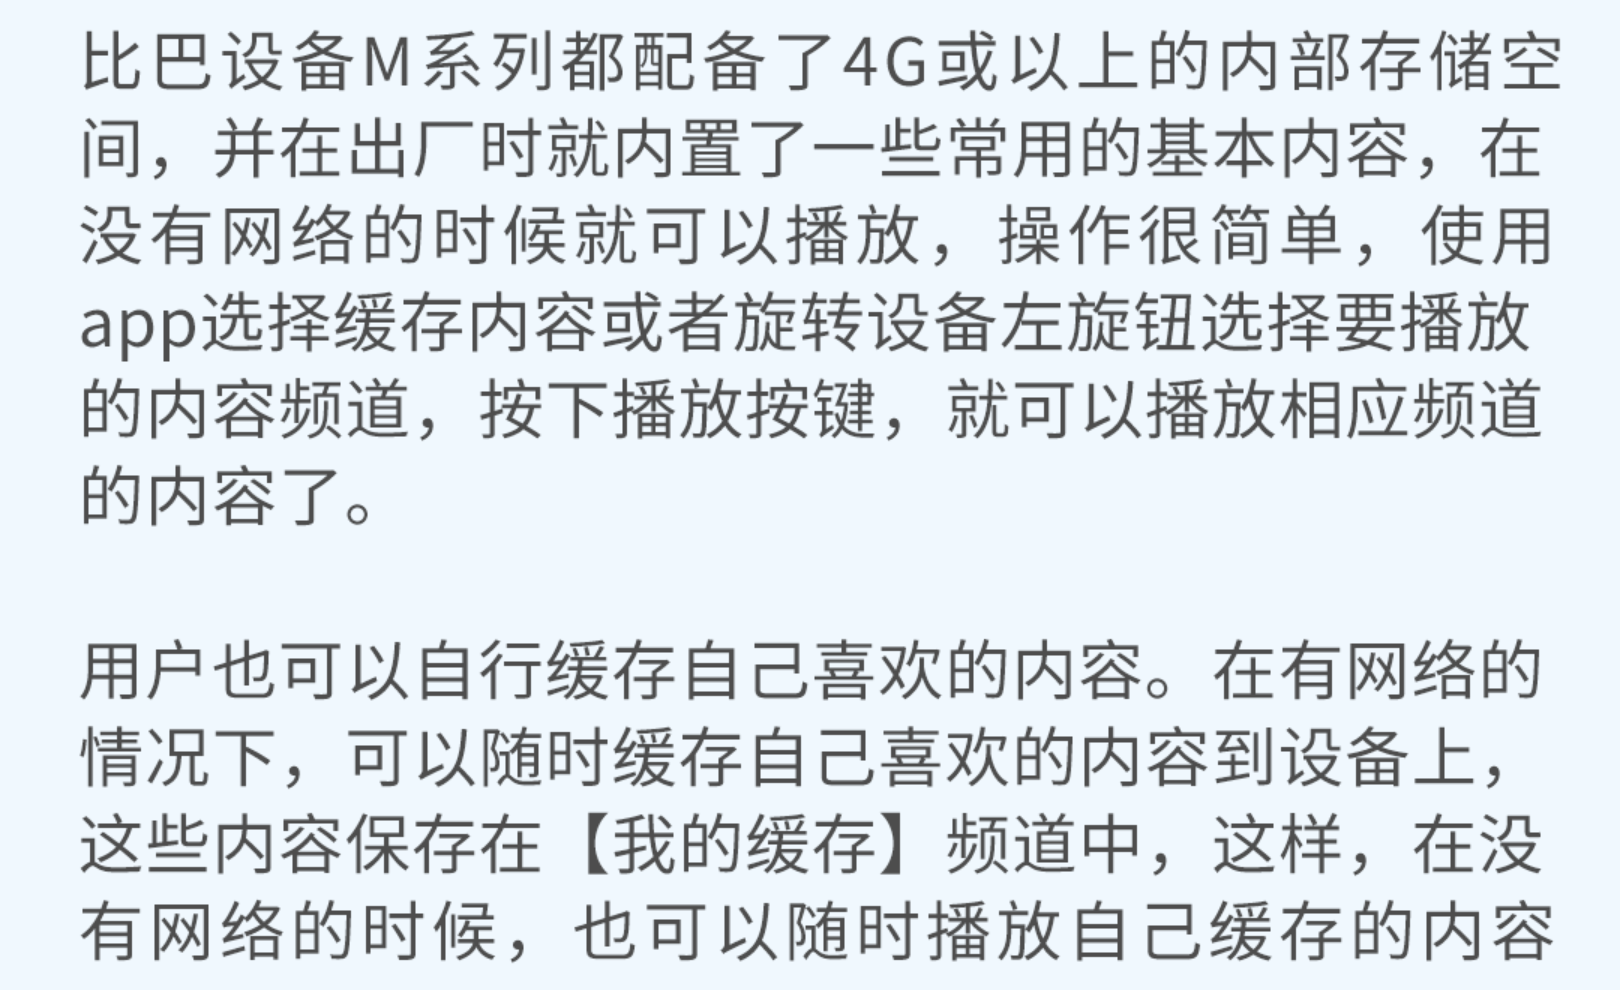 比巴设备M系列都配备了4G或以上的内部存储空
间，并在出厂时就内置了一些常用的基本内容，在
没有网络的时候就可以播放，操作很简单，使用
app选择缓存内容或者旋转设备左旋钮选择要播放
的内容频道，按下播放按键，就可以播放相应频道
的内容了。
用户也可以自行缓存自己喜欢的内容。在有网络的
情况下，可以随时缓存自己喜欢的内容到设备上，
这些内容保存在【我的缓存】频道中，这样，在没
有网络的时候，也可以随时播放自己缓存的内容